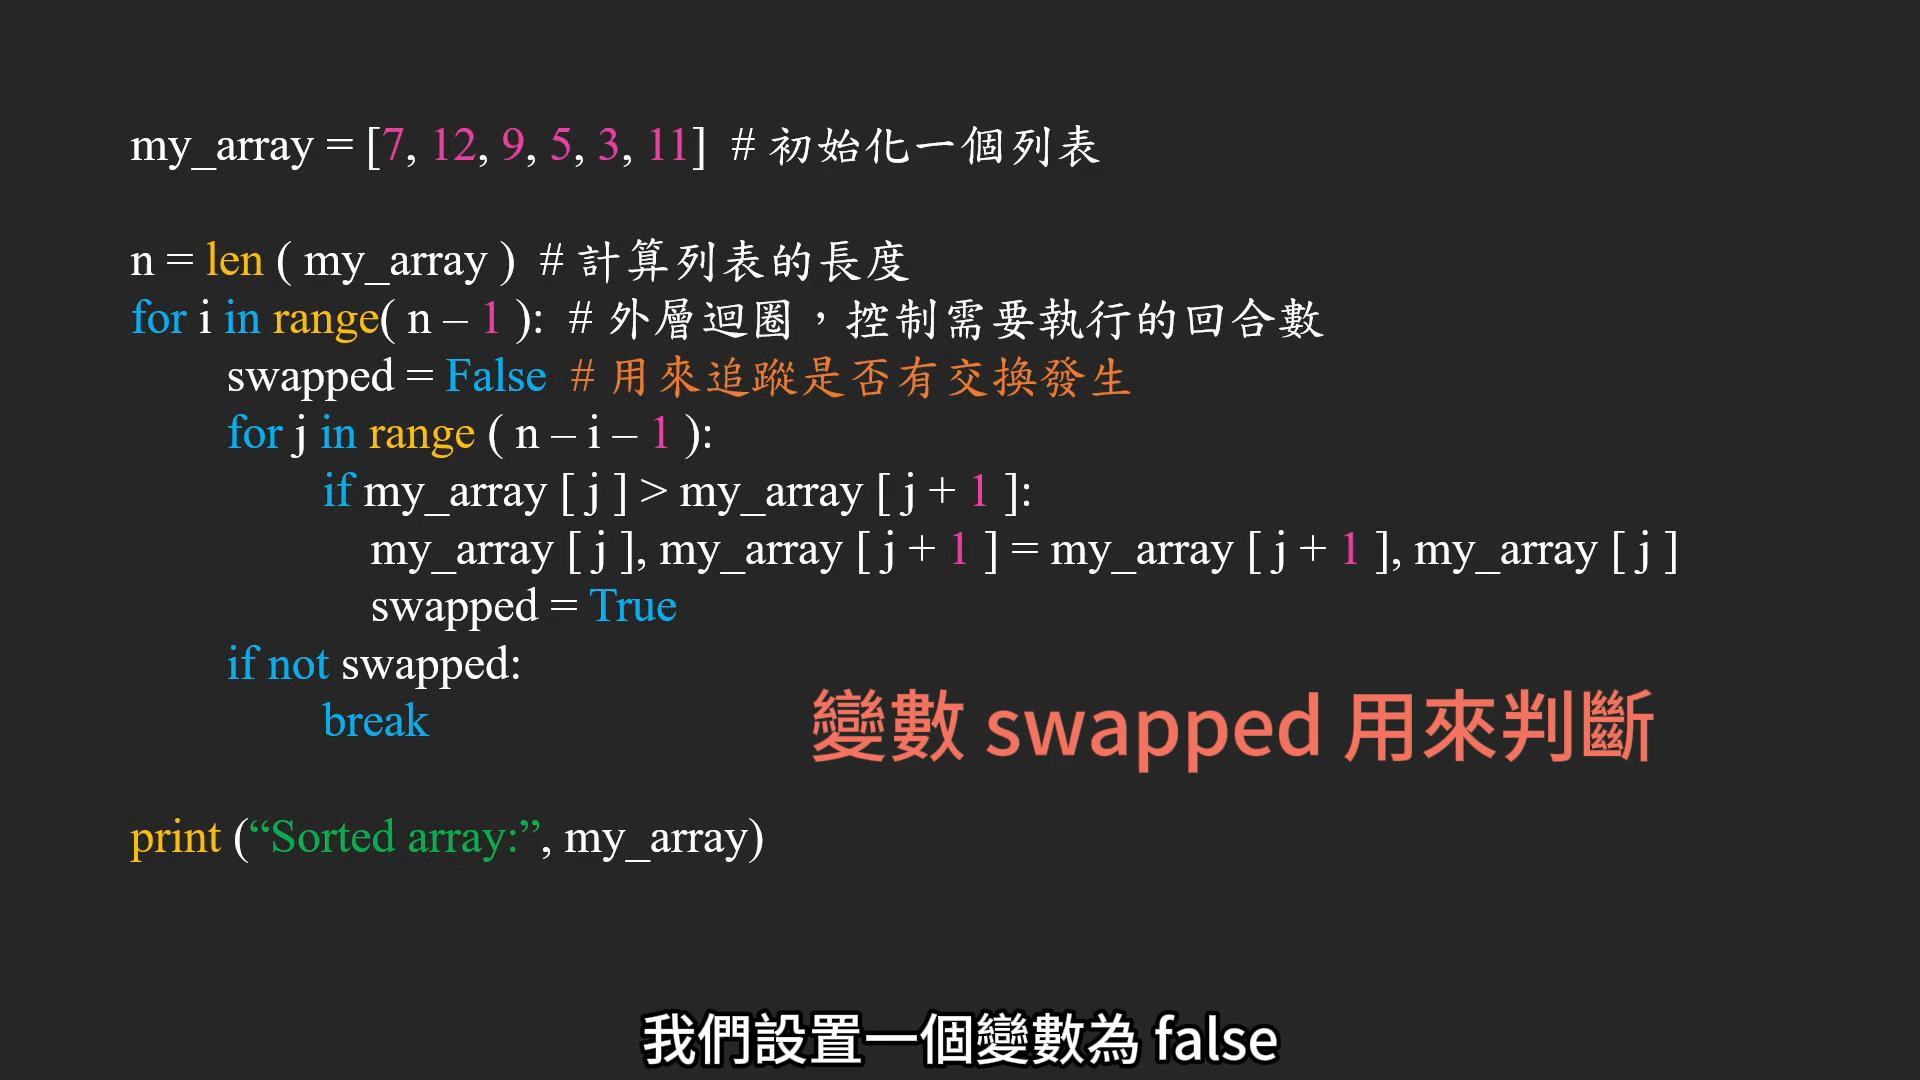 my_array = [7, 12, 9, 5, 3, 11]  # 初始化一個列表
n = len ( my_array )  # 計算列表的長度
for i in range( n – 1 ):  # 外層迴圈，控制需要執行的回合數
swapped = False  # 用來追蹤是否有交換發生
for j in range ( n – i – 1 ):
if my_array [ j ] > my_array [ j + 1 ]:
my_array [ j ], my_array [ j + 1 ] = my_array [ j + 1 ], my_array [ j ]
swapped = True
if not swapped:
break
變數 swapped 用來判斷
print (“Sorted array:”, my_array)
我們設置一個變數為 false